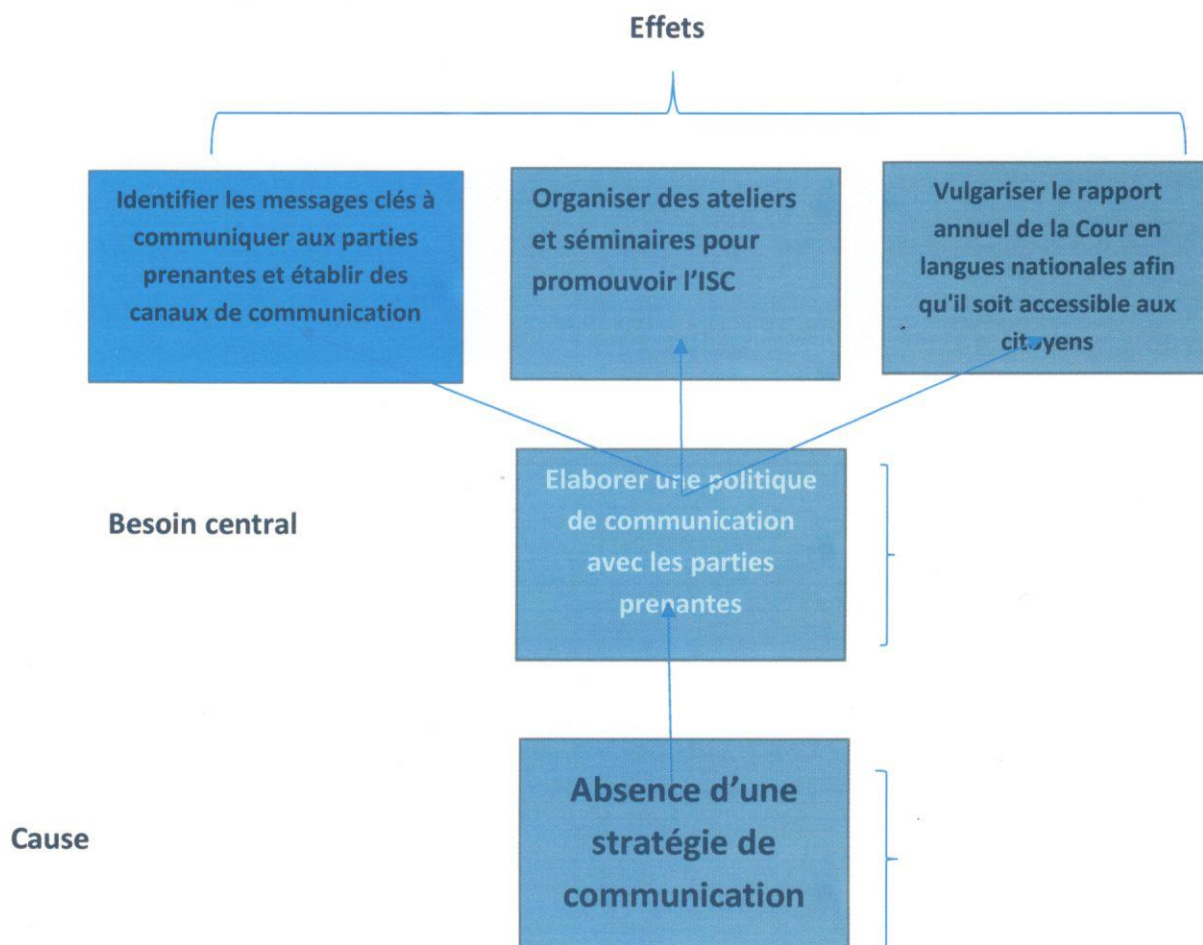 Effets
Identifier les messages clés à
communiquer aux parties
prenantes et établir des
canaux de communication
Organiser des ateliers
et séminaires pour
promouvoir l'ISC
Vulgariser le rapport
annuel de la Cour en
langues nationales afin
qu'il soit accessible aux
citoyens
Besoin central
Elaborer une politique
de communication
avec les parties
prenantes
Cause
Absence d'une
stratégie de
communication